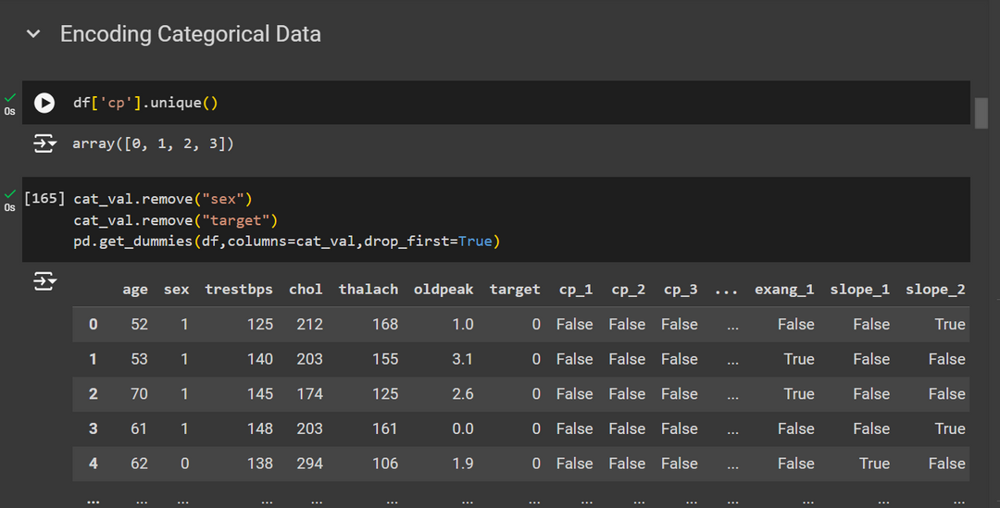 Encoding Categorical Data
0s
df['cp'].unique()
array([0, 1, 2, 3])
0s
[165] cat_val.remove("sex")
cat_val.remove("target")
pd.get_dummies(df,columns=cat_val,drop_first=True)
age sex trestbps chol thalach oldpeak target cp_1 cp_2 cp_3 ... exang_1 slope_1 slope_2
0 52 1 125 212 168 1.0 0 False False False ... False False True
1 53 1 140 203 155 3.1 0 False False False ... True False False
2 70 1 145 174 125 2.6 0 False False False ... True False False
3 61 1 148 203 161 0.0 0 False False False ... False False True
4 62 0 138 294 106 1.9 0 False False False ... False True False
... ... ... ... ... ... ... ... ... ... ... ... ... ... ...